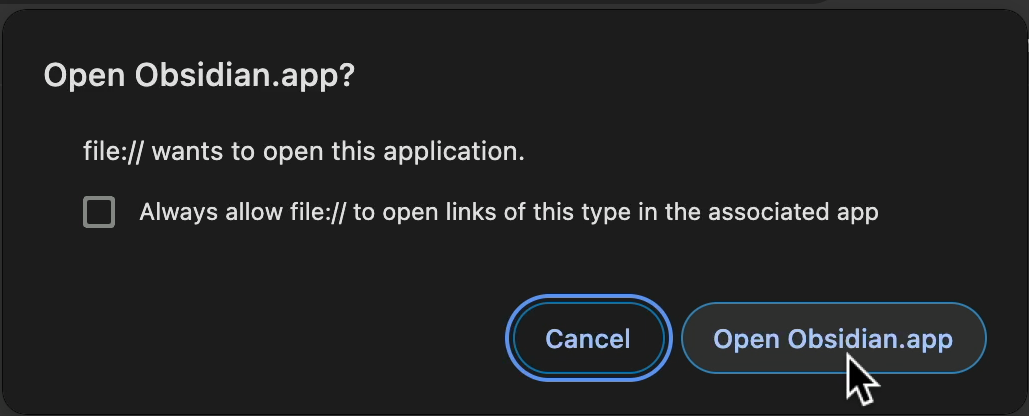 Open Obsidian.app?
file:// wants to open this application.
Always allow file:// to open links of this type in the associated app
Cancel
Open Obsidian.app